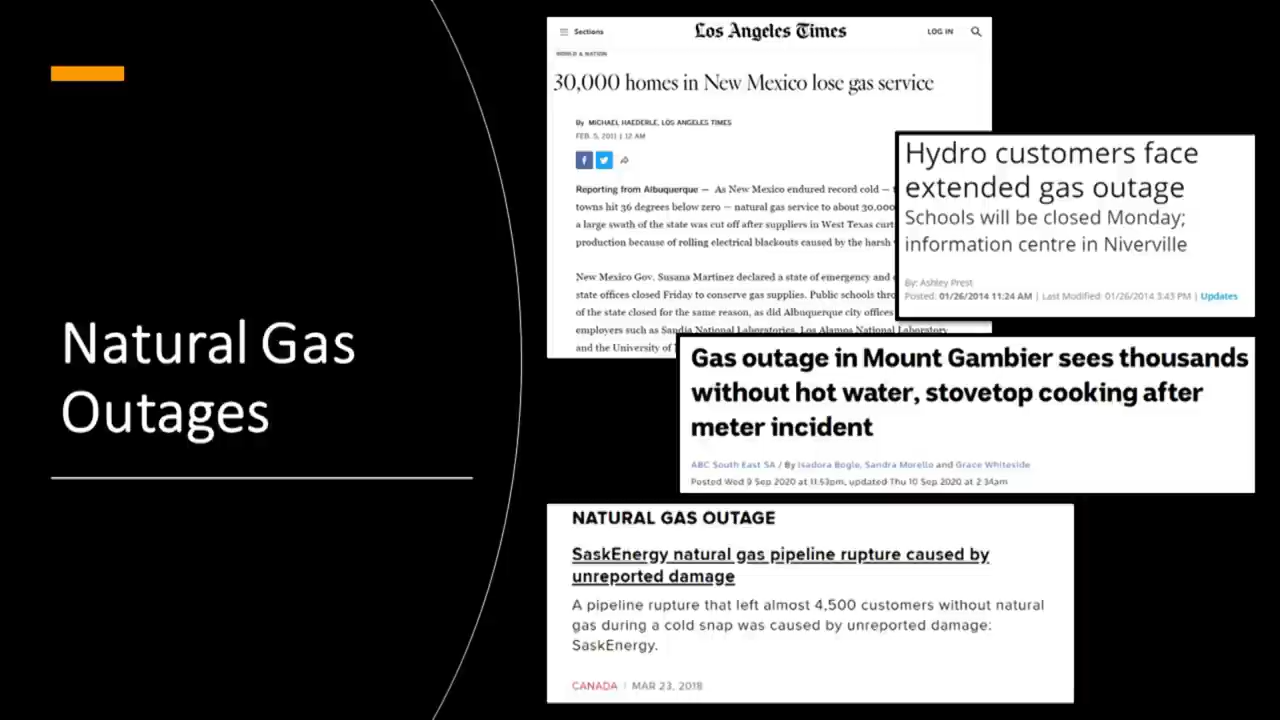 Natural Gas
Outages
Sections
Los Angeles Times
LOG IN
WORLD & NATION
30,000 homes in New Mexico lose gas service
By MICHAEL HAEDERLE, LOS ANGELES TIMES
FEB. 5, 2011 | 12 AM
Reporting from Albuquerque — As New Mexico endured record cold —
towns hit 36 degrees below zero — natural gas service to about 30,000
a large swath of the state was cut off after suppliers in West Texas
production because of rolling electrical blackouts caused by the harsh
New Mexico Gov. Susana Martinez declared a state of emergency and
state offices closed Friday to conserve gas supplies. Public schools
of the state closed for the same reason, as did Albuquerque city offices
employers such as Sandia National Laboratories, Los Alamos National Laboratory
and the University of
Hydro customers face
extended gas outage
Schools will be closed Monday;
information centre in Niverville
By: Ashley Prest
Posted: 01/26/2014 11:24 AM | Last Modified: 01/26/2014 3:43 PM | Updates
Gas outage in Mount Gambier sees thousands
without hot water, stovetop cooking after
meter incident
ABC South East SA / By Isadora Bogle, Sandra Morello and Grace Whiteside
Posted Wed 9 Sep 2020 at 11:53pm, updated Thu 10 Sep 2020 at 2:34am
NATURAL GAS OUTAGE
SaskEnergy natural gas pipeline rupture caused by
unreported damage
A pipeline rupture that left almost 4,500 customers without natural
gas during a cold snap was caused by unreported damage:
SaskEnergy.
CANADA | MAR 23, 2018